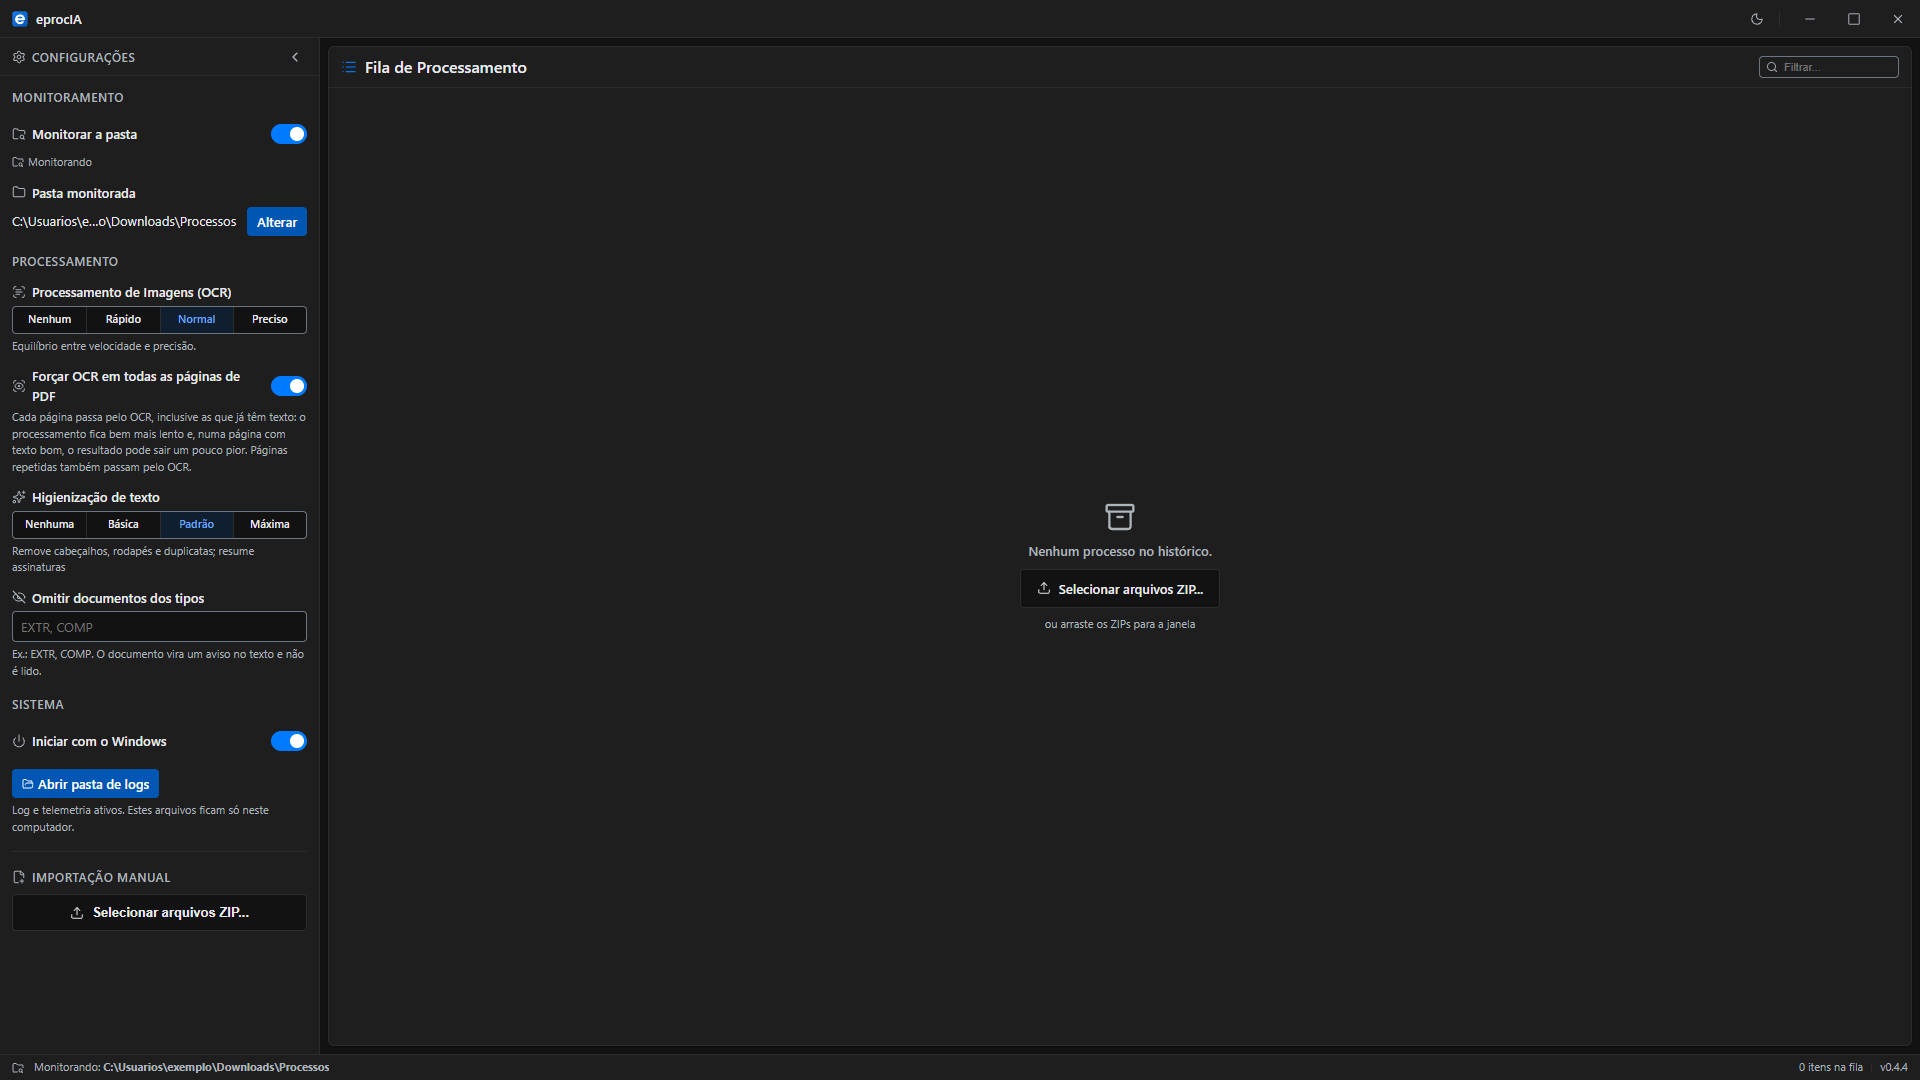 eprocIA
CONFIGURAÇÕES
MONITORAMENTO
Monitorar a pasta
Monitorando
Pasta monitorada
C:\Usuarios\e...o\Downloads\Processos
Alterar
PROCESSAMENTO
Processamento de Imagens (OCR)
Nenhum Rápido Normal Preciso
Equilíbrio entre velocidade e precisão.
Forçar OCR em todas as páginas de
PDF
Cada página passa pelo OCR, inclusive as que já têm texto: o
processamento fica bem mais lento e, numa página com
texto bom, o resultado pode sair um pouco pior. Páginas
repetidas também passam pelo OCR.
Higienização de texto
Nenhuma Básica Padrão Máxima
Remove cabeçalhos, rodapés e duplicatas; resume
assinaturas
Omitir documentos dos tipos
EXTR, COMP
Ex.: EXTR, COMP. O documento vira um aviso no texto e não
é lido.
SISTEMA
Iniciar com o Windows
Abrir pasta de logs
Log e telemetria ativos. Estes arquivos ficam só neste
computador.
IMPORTAÇÃO MANUAL
Selecionar arquivos ZIP...
Fila de Processamento
Filtrar...
Nenhum processo no histórico.
Selecionar arquivos ZIP...
ou arraste os ZIPs para a janela
Monitorando: C:\Usuarios\exemplo\Downloads\Processos
0 itens na fila
v0.4.4